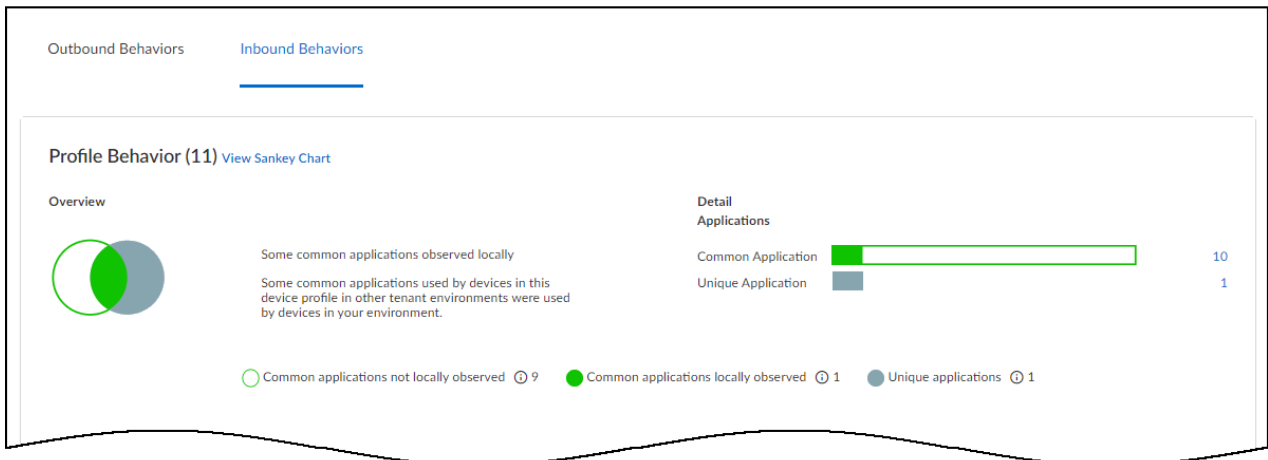 Outbound Behaviors
Inbound Behaviors
Profile Behavior (11) View Sankey Chart
Overview
Some common applications observed locally
Some common applications used by devices in this
device profile in other tenant environments were used
by devices in your environment.
Detail
Applications
Common Application 10
Unique Application 1
Common applications not locally observed 9 Common applications locally observed 1 Unique applications 1